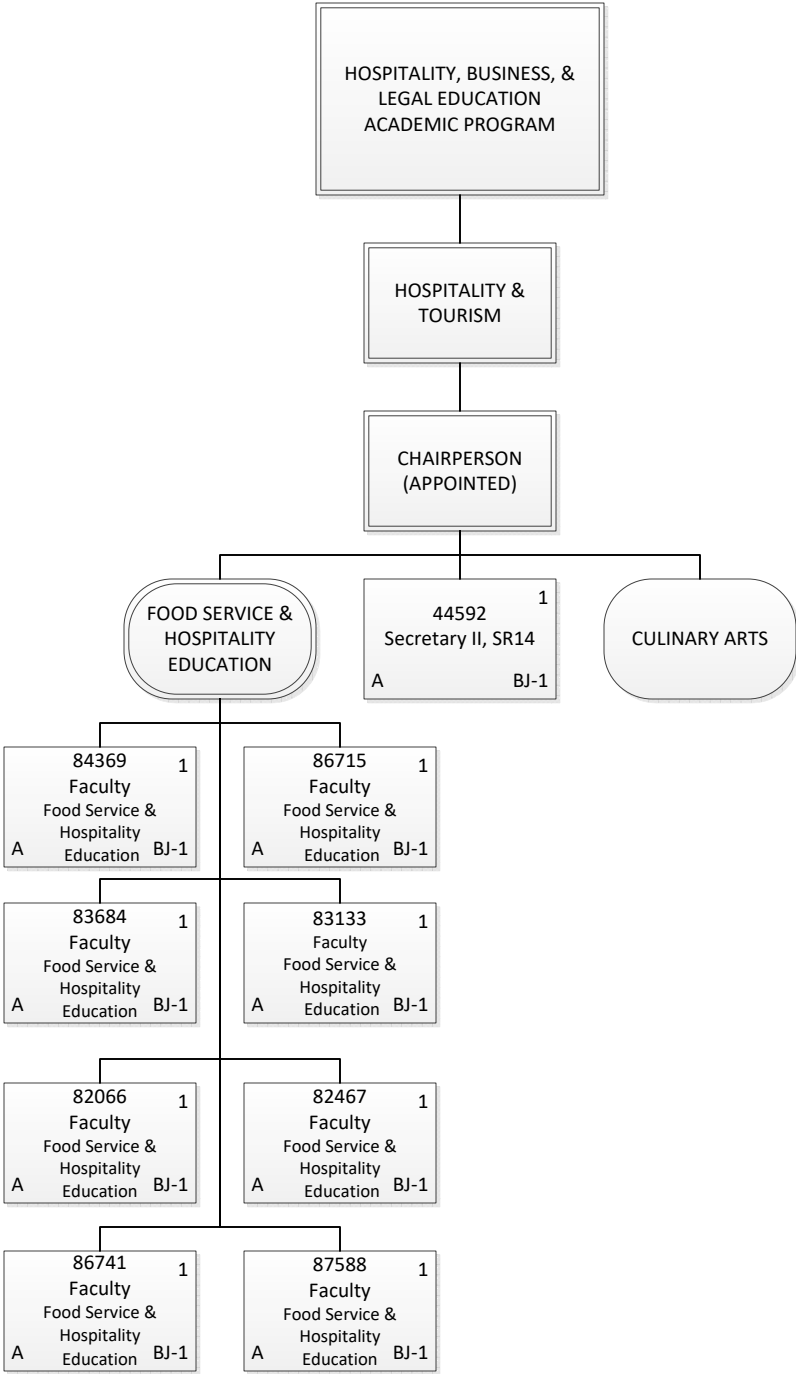 HOSPITALITY, BUSINESS, &
LEGAL EDUCATION
ACADEMIC PROGRAM
HOSPITALITY &
TOURISM
CHAIRPERSON
(APPOINTED)
FOOD SERVICE &
HOSPITALITY
EDUCATION
1
44592
Secretary II, SR14
A BJ-1
CULINARY ARTS
84369 1
Faculty
Food Service &
Hospitality
A Education BJ-1
86715 1
Faculty
Food Service &
Hospitality
A Education BJ-1
83684 1
Faculty
Food Service &
Hospitality
A Education BJ-1
83133 1
Faculty
Food Service &
Hospitality
A Education BJ-1
82066 1
Faculty
Food Service &
Hospitality
A Education BJ-1
82467 1
Faculty
Food Service &
Hospitality
A Education BJ-1
86741 1
Faculty
Food Service &
Hospitality
A Education BJ-1
87588 1
Faculty
Food Service &
Hospitality
A Education BJ-1